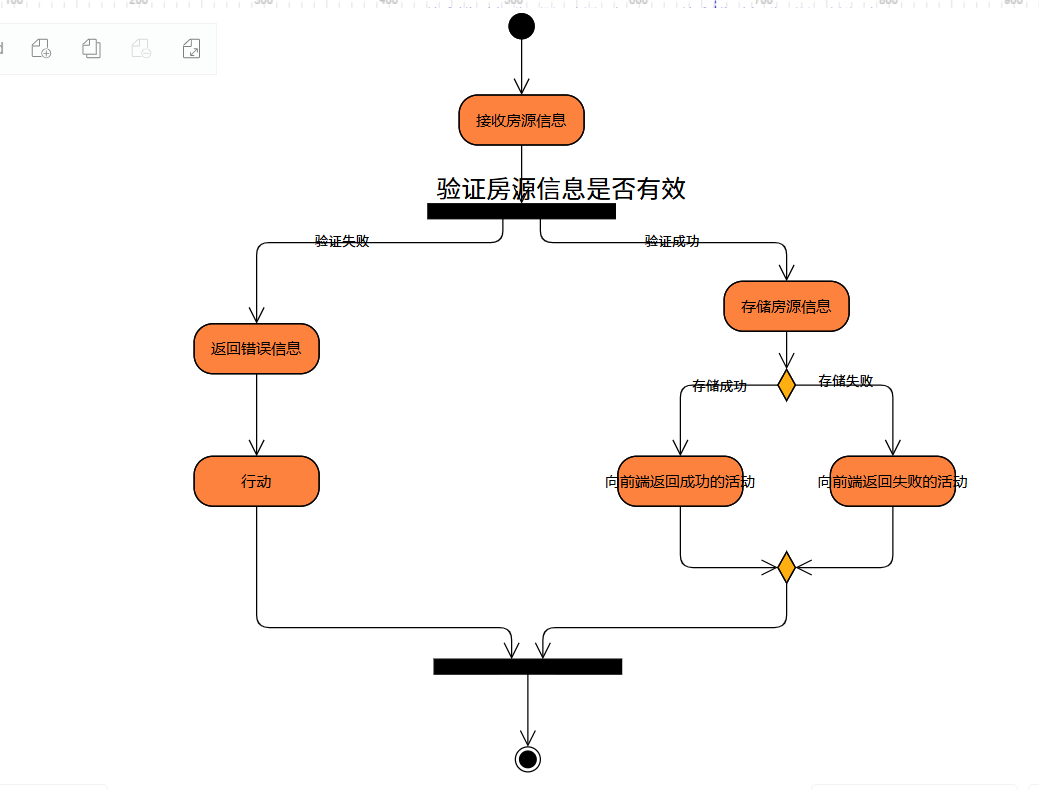 接收房源信息
验证房源信息是否有效
验证失败
验证成功
存储房源信息
返回错误信息
存储成功
存储失败
行动
向前端返回成功的活动
向前端返回失败的活动